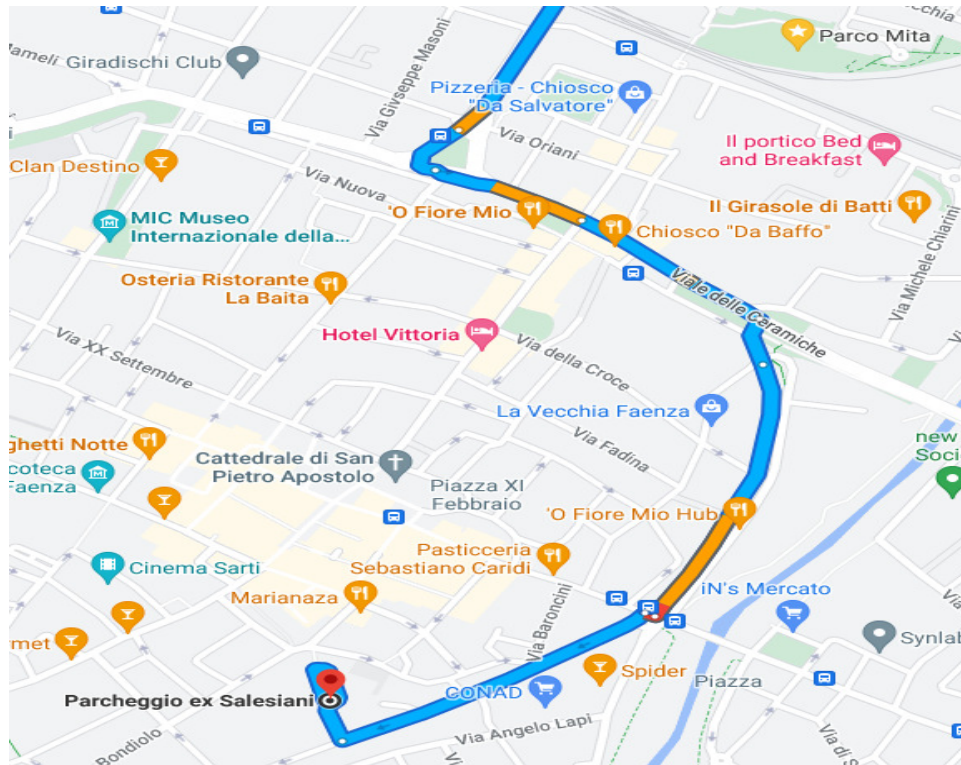 Parco Mita
Mameli
Giradischi Club
Via Giuseppe Masoni
Pizzeria - Chiosco
"Da Salvatore"
Via Oriani
Il portico Bed
and Breakfast
Clan Destino
Via Nuova
'O Fiore Mio
Il Girasole di Batti
MIC Museo
Internazionale della...
Chiosco "Da Baffo"
Via Michele Chiarini
Osteria Ristorante
La Baita
Viale delle Ceramiche
Hotel Vittoria
Via della Croce
Via XX Settembre
La Vecchia Faenza
Via Fadina
new
Soci
ghetti Notte
coteca
Faenza
Cattedrale di San
Pietro Apostolo
Piazza XI
Febbraio
'O Fiore Mio Hub
Pasticceria
Sebastiano Caridi
Cinema Sarti
Marianaza
iN's Mercato
Via Baroncini
rmet
Synlab
Spider
Piazza
CONAD
Parcheggio ex Salesiani
Via Angelo Lapi
Bondiolo
Via di S